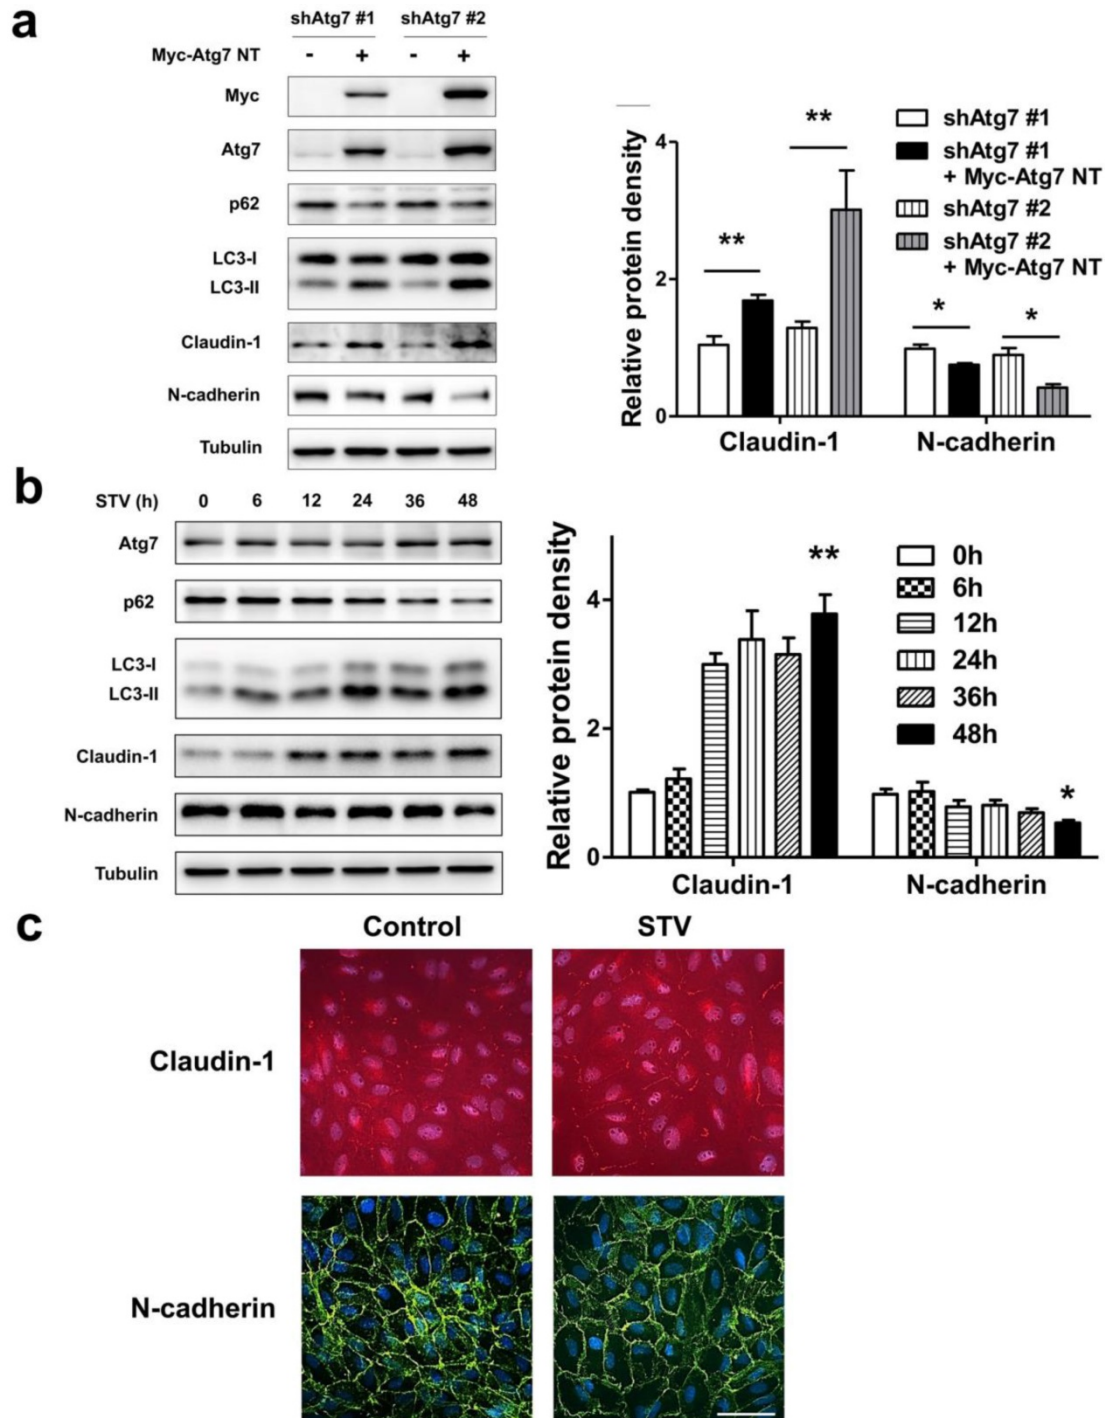 a
shAtg7 #1 shAtg7 #2
Myc-Atg7 NT - + - +
Myc
Atg7
p62
LC3-I
LC3-II
Claudin-1
N-cadherin
Tubulin
Relative protein density
4
2
0
** ** * *
Claudin-1 N-cadherin
shAtg7 #1
shAtg7 #1
+ Myc-Atg7 NT
shAtg7 #2
shAtg7 #2
+ Myc-Atg7 NT
b
STV (h) 0 6 12 24 36 48
Atg7
p62
LC3-I
LC3-II
Claudin-1
N-cadherin
Tubulin
Relative protein density
4
2
0
** *
Claudin-1 N-cadherin
0h
6h
12h
24h
36h
48h
c
Control STV
Claudin-1
N-cadherin